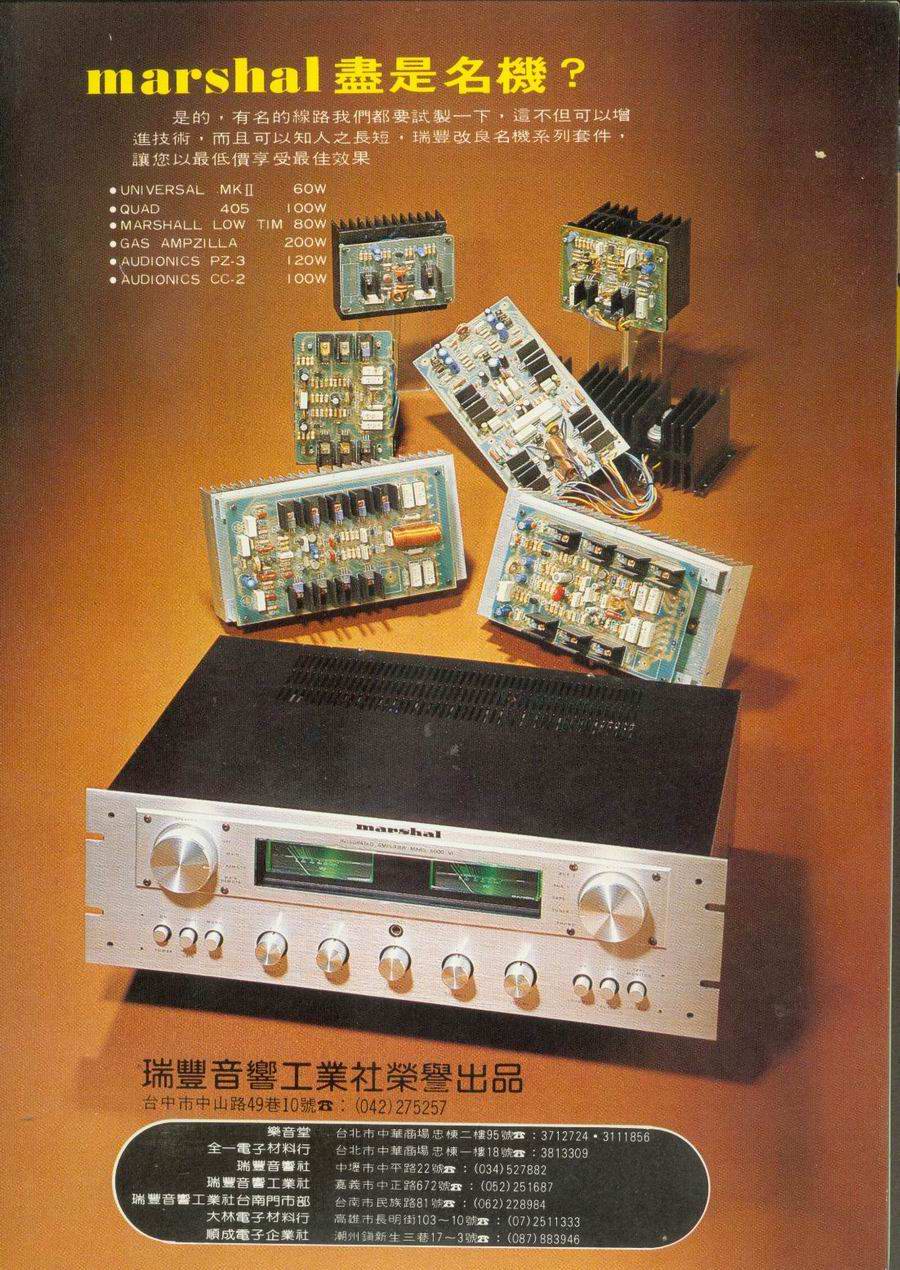 marshal 盡是名機？
是的，有名的線路我們都要試製一下，這不但可以增
進技術，而且可以知人之長短，瑞豐改良名機系列套件，
讓您以最低價享受最佳效果
●UNIVERSAL MKⅡ 60W
●QUAD 405 100W
●MARSHALL LOW TIM 80W
●GAS AMPZILLA 200W
●AUDIONICS PZ-3 120W
●AUDIONICS CC-2 100W
marshal
瑞豐音響工業社榮譽出品
台中市中山路49巷10號☎：(042)275257
樂音堂 台北市中華商場忠棟二樓95號☎：3712724•3111856
全一電子材料行 台北市中華商場忠棟一樓18號☎：3813309
瑞豐音響社 中壢市中平路22號☎：(034)527882
瑞豐音響工業社 嘉義市中正路672號☎：(052)251687
瑞豐音響工業社台南門市部 台南市民族路81號☎：(062)228984
大林電子材料行 高雄市長明街103～10號☎：(07)2511333
順成電子企業社 潮州鎮新生三巷17～3號☎：(087)883946